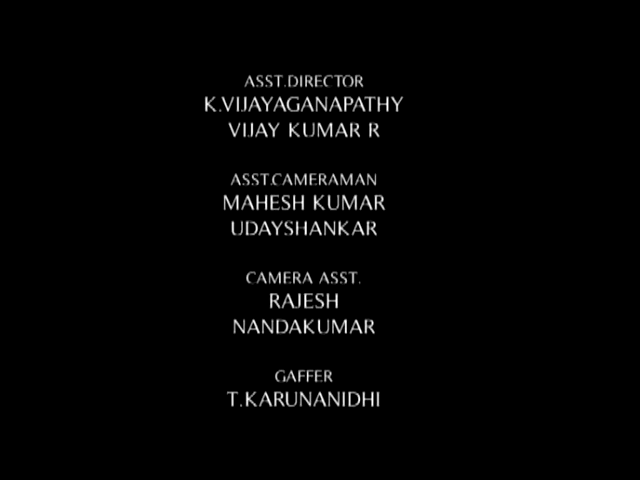 ASST.DIRECTOR
K.VIJAYAGANAPATHY
VIJAY KUMAR R
ASST.CAMERAMAN
MAHESH KUMAR
UDAYSHANKAR
CAMERA ASST.
RAJESH
NANDAKUMAR
GAFFER
T.KARUNANIDHI